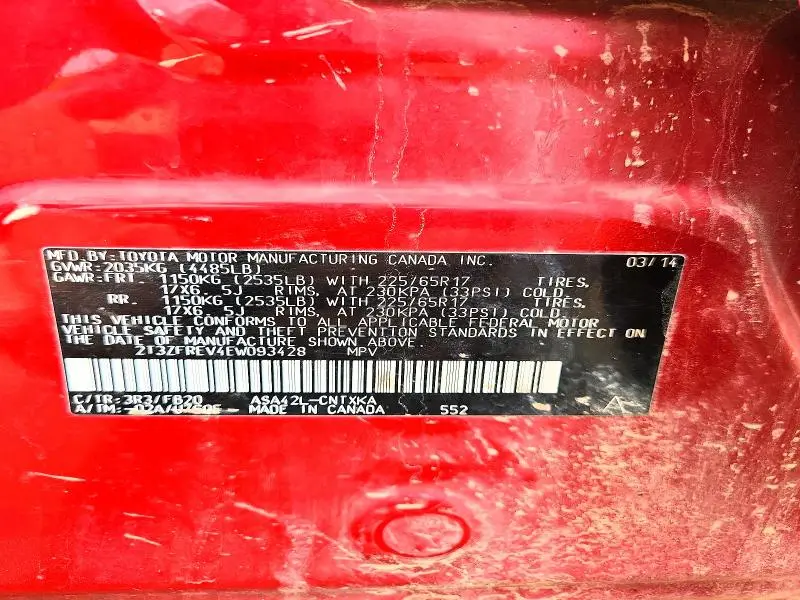 MFD. BY: TOYOTA MOTOR MANUFACTURING CANADA INC. 03/14
GVWR: 2035KG (4485LB)
GAWR: FRT. 1150KG (2535LB) WITH 225/65R17 TIRES,
17X6. 5J RIMS, AT 230KPA (33PSI) COLD
RR. 1150KG (2535LB) WITH 225/65R17 TIRES,
17X6. 5J RIMS, AT 230KPA (33PSI) COLD.
THIS VEHICLE CONFORMS TO ALL APPLICABLE FEDERAL MOTOR
VEHICLE SAFETY AND THEFT PREVENTION STANDARDS IN EFFECT ON
THE DATE OF MANUFACTURE SHOWN ABOVE.
2T3ZFREV4EW093428 MPV
C/TR: 3R3/FB20 ASA42L-CNTXKA
A/TM: MADE IN CANADA 552 A